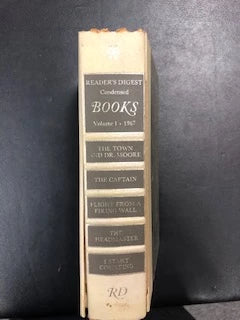 READER'S DIGEST
Condensed
BOOKS
Volume 1 • 1967
THE TOWN
AND DR. MOORE
THE CAPTAIN
FLIGHT FROM A
FIRING WALL
THE
HEADMASTER
I START
COUNTING
RD